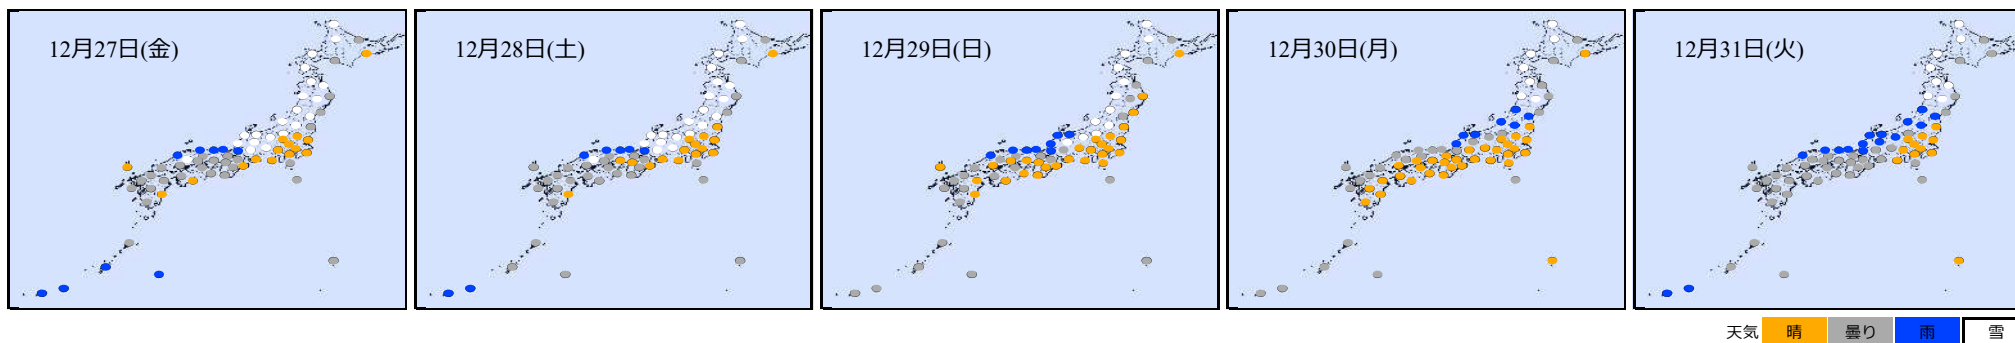 12月27日(金)
12月28日(土)
12月29日(日)
12月30日(月)
12月31日(火)
天気 晴 曇り 雨 雪